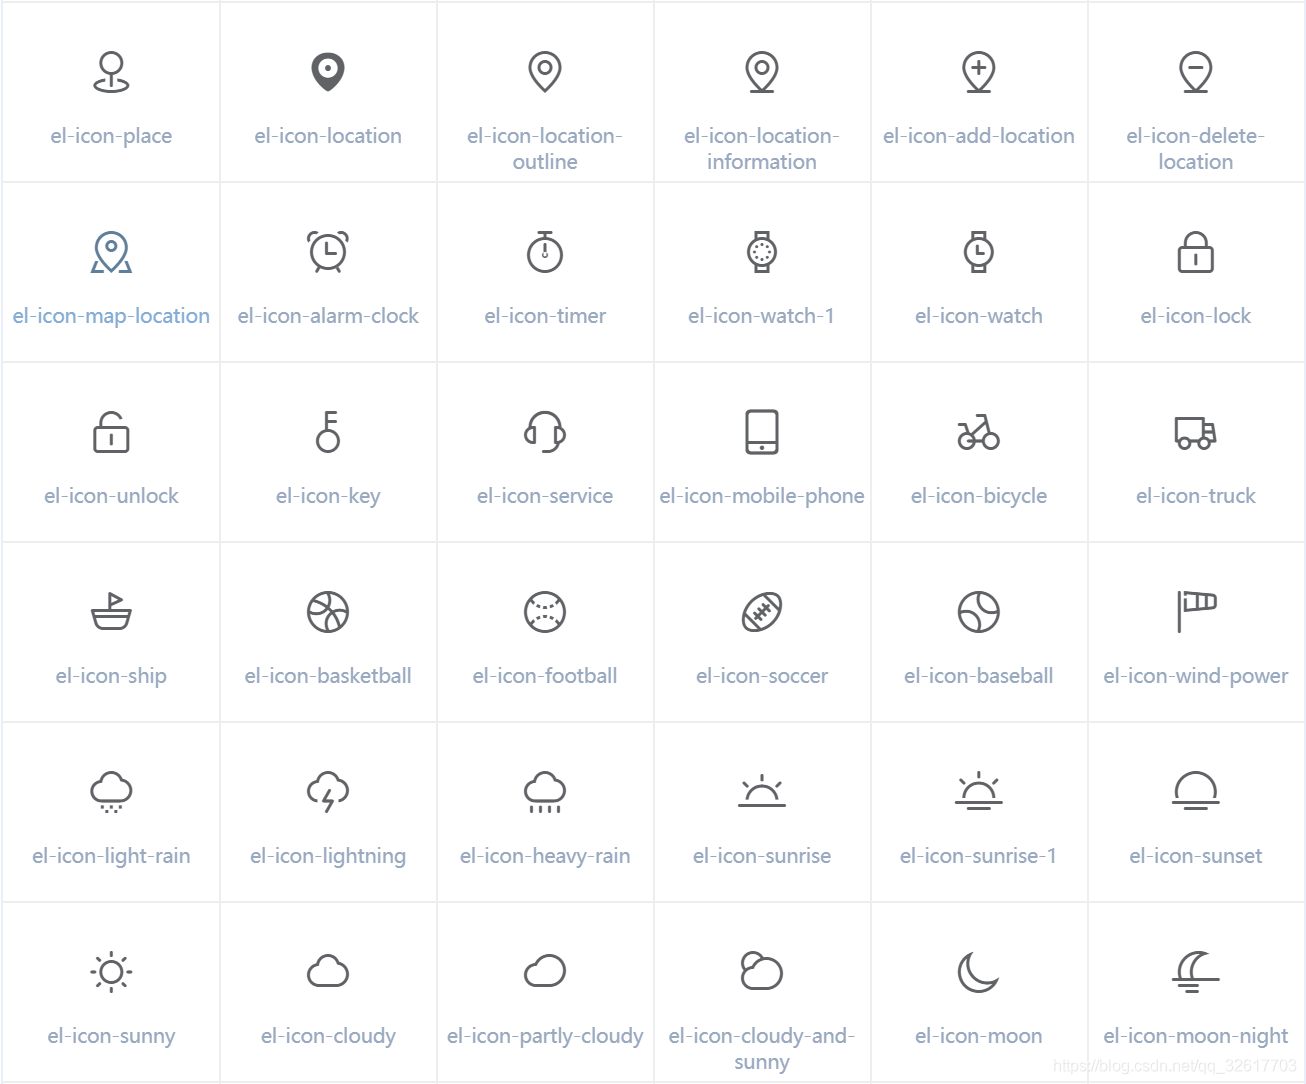 el-icon-place
el-icon-location
el-icon-location-
outline
el-icon-location-
information
el-icon-add-location
el-icon-delete-
location
el-icon-map-location
el-icon-alarm-clock
el-icon-timer
el-icon-watch-1
el-icon-watch
el-icon-lock
el-icon-unlock
el-icon-key
el-icon-service
el-icon-mobile-phone
el-icon-bicycle
el-icon-truck
el-icon-ship
el-icon-basketball
el-icon-football
el-icon-soccer
el-icon-baseball
el-icon-wind-power
el-icon-light-rain
el-icon-lightning
el-icon-heavy-rain
el-icon-sunrise
el-icon-sunrise-1
el-icon-sunset
el-icon-sunny
el-icon-cloudy
el-icon-partly-cloudy
el-icon-cloudy-and-
sunny
el-icon-moon
el-icon-moon-night
https://blog.csdn.net/qq_32617703